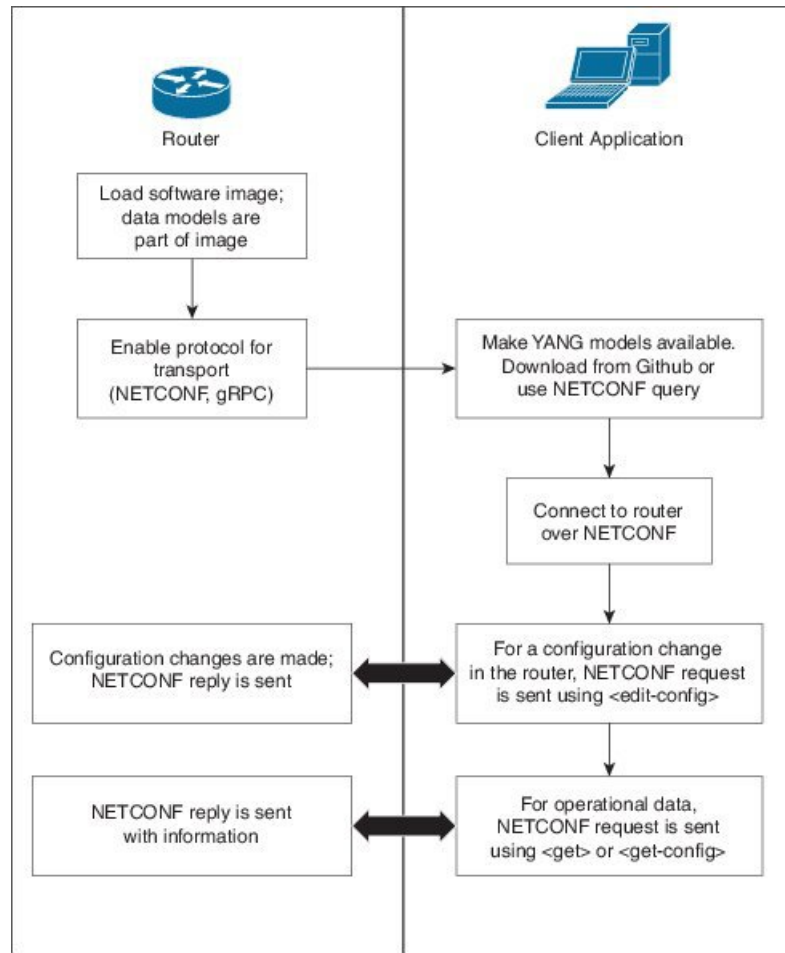 Router
Client Application
Load software image;
data models are
part of image
Enable protocol for
transport
(NETCONF, gRPC)
Make YANG models available.
Download from Github or
use NETCONF query
Connect to router
over NETCONF
Configuration changes are made;
NETCONF reply is sent
For a configuration change
in the router, NETCONF request
is sent using <edit-config>
NETCONF reply is sent
with information
For operational data,
NETCONF request is sent
using <get> or <get-config>